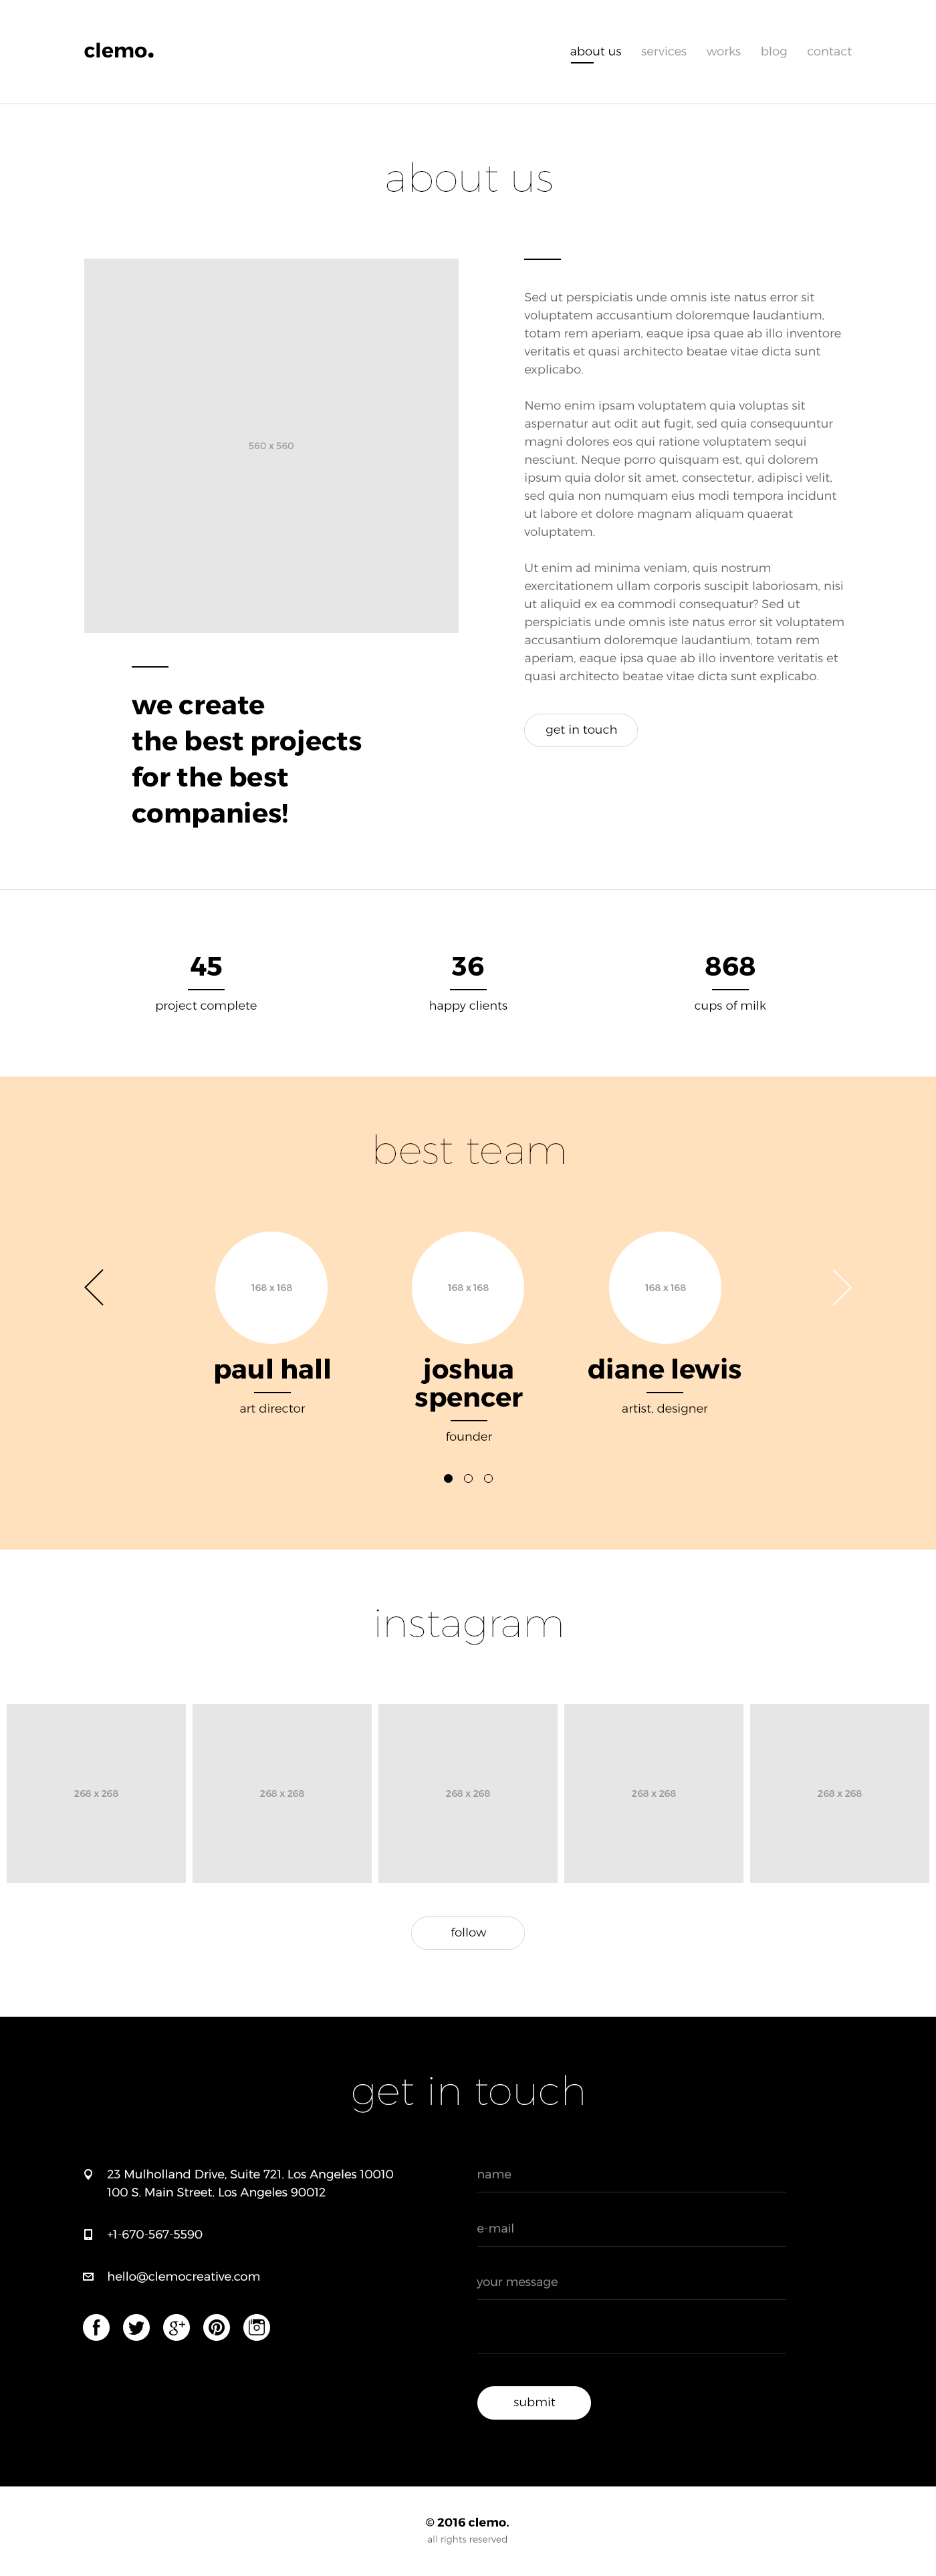 clemo.
about us services works blog contact
about us
560 x 560
we create
the best projects
for the best
companies!
Sed ut perspiciatis unde omnis iste natus error sit
voluptatem accusantium doloremque laudantium,
totam rem aperiam, eaque ipsa quae ab illo inventore
veritatis et quasi architecto beatae vitae dicta sunt
explicabo.
Nemo enim ipsam voluptatem quia voluptas sit
aspernatur aut odit aut fugit, sed quia consequuntur
magni dolores eos qui ratione voluptatem sequi
nesciunt. Neque porro quisquam est, qui dolorem
ipsum quia dolor sit amet, consectetur, adipisci velit,
sed quia non numquam eius modi tempora incidunt
ut labore et dolore magnam aliquam quaerat
voluptatem.
Ut enim ad minima veniam, quis nostrum
exercitationem ullam corporis suscipit laboriosam, nisi
ut aliquid ex ea commodi consequatur? Sed ut
perspiciatis unde omnis iste natus error sit voluptatem
accusantium doloremque laudantium, totam rem
aperiam, eaque ipsa quae ab illo inventore veritatis et
quasi architecto beatae vitae dicta sunt explicabo.
get in touch
45
project complete
36
happy clients
868
cups of milk
best team
168 x 168
paul hall
art director
168 x 168
joshua
spencer
founder
168 x 168
diane lewis
artist, designer
instagram
268 x 268
268 x 268
268 x 268
268 x 268
268 x 268
follow
get in touch
23 Mulholland Drive, Suite 721. Los Angeles 10010
100 S. Main Street. Los Angeles 90012
+1-670-567-5590
hello@clemocreative.com
f g+
name
e-mail
your message
submit
© 2016 clemo.
all rights reserved